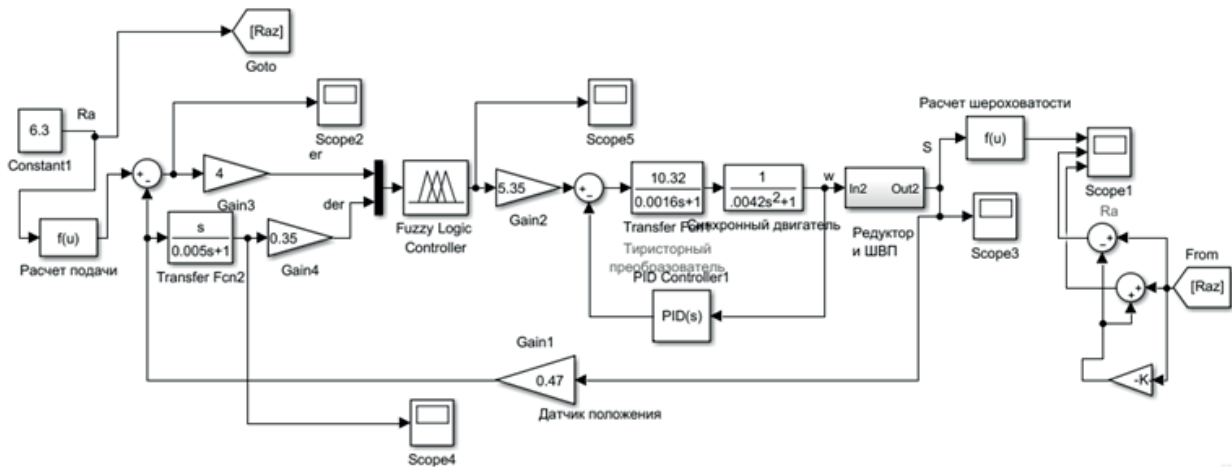 [Raz]
Goto
Ra
6.3
Constant1
Scope2
er
4
Gain3
der
f(u)
Расчет подачи
s
0.005s+1
Transfer Fcn2
0.35
Gain4
Fuzzy Logic
Controller
Scope5
5.35
Gain2
10.32
0.0016s+1
Transfer Fcn1
Тиристорный
преобразователь
1
.0042s²+1
Синхронный двигатель
w
In2 Out2
Редуктор
и ШВП
S
Расчет шероховатости
f(u)
Scope1
Ra
Scope3
From
[Raz]
-K
PID Controller1
PID(s)
Gain1
0.47
Датчик положения
Scope4